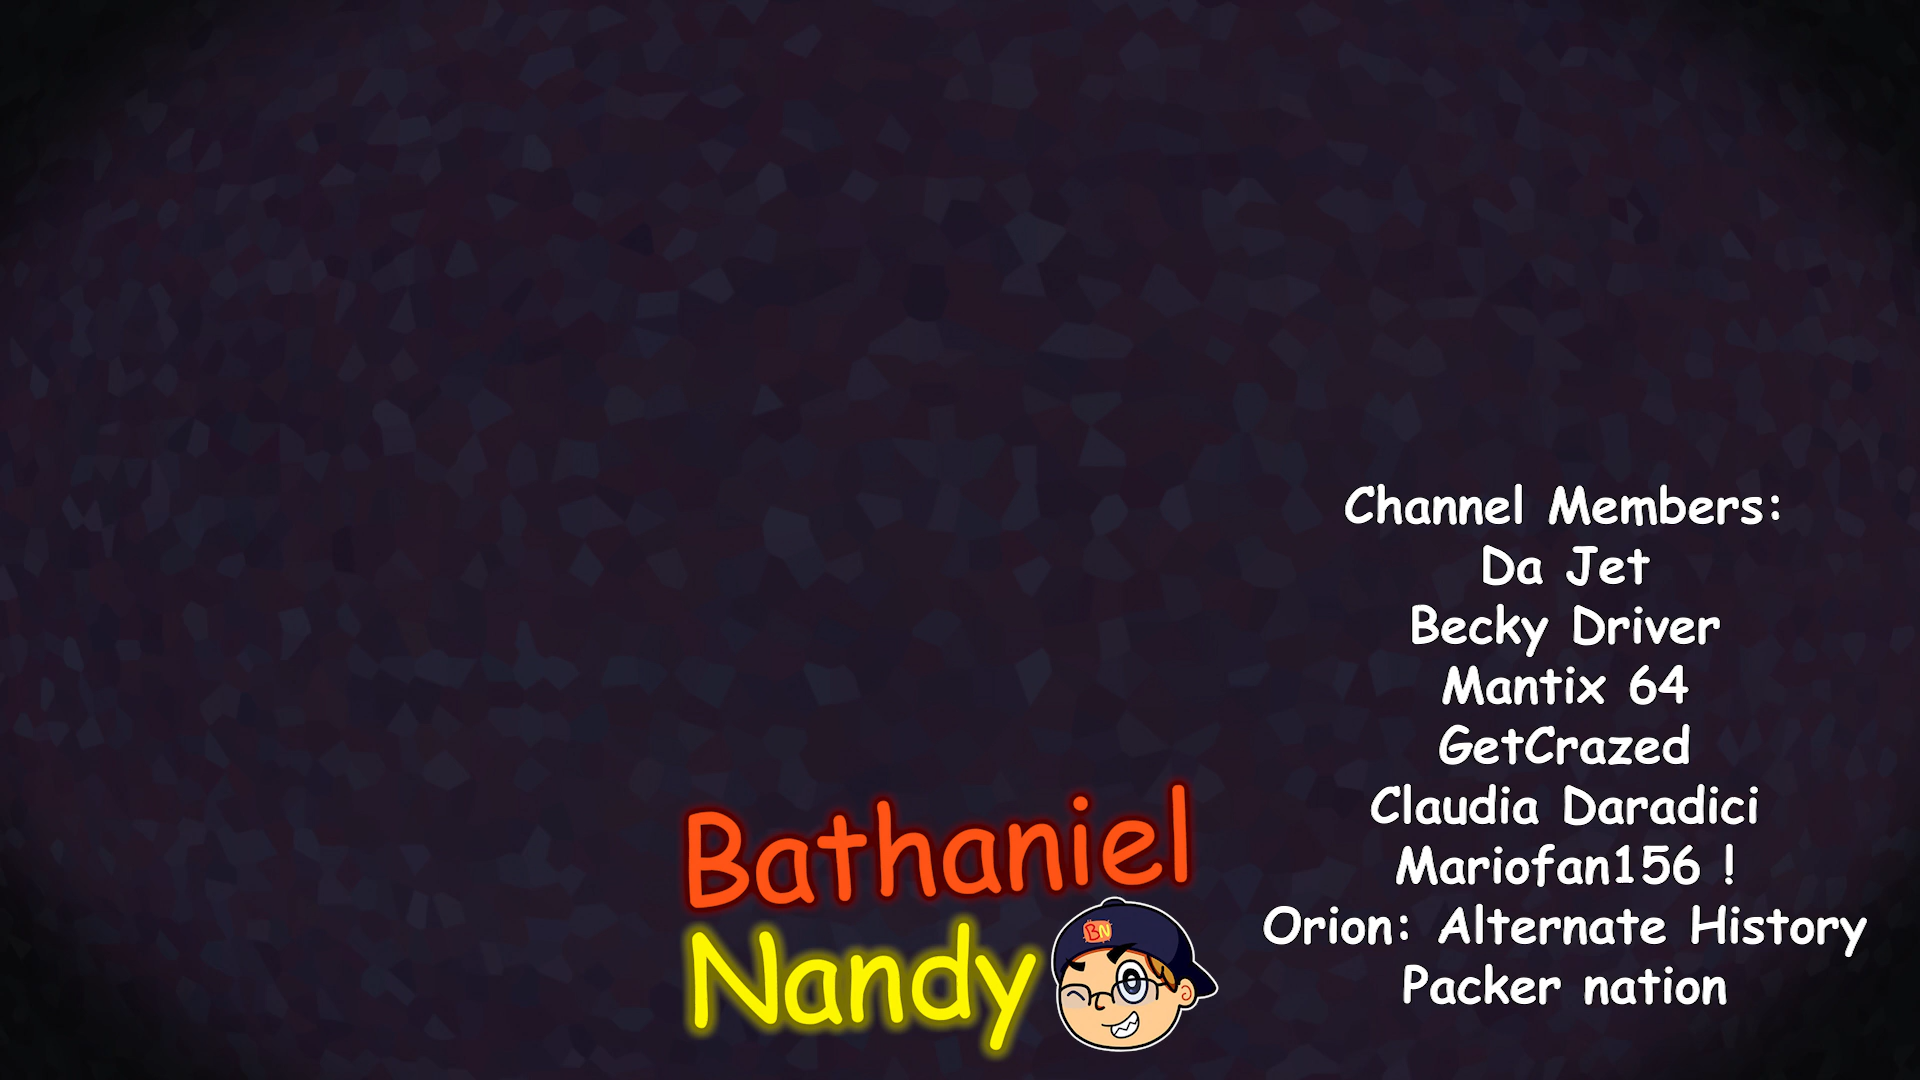 Channel Members:
Da Jet
Becky Driver
Mantix 64
GetCrazed
Claudia Daradici
Mariofan156 !
Orion: Alternate History
Packer nation
Bathaniel
Nandy
BN